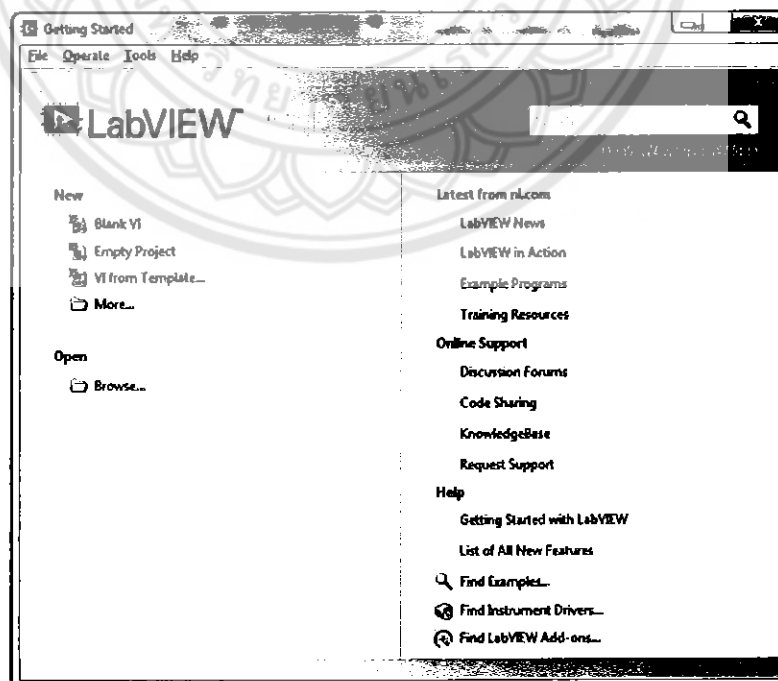 Getting Started
File Operate Tools Help
LabVIEW™
New
Blank VI
Empty Project
VI from Template...
More...
Open
Browse...
Latest from ni.com
LabVIEW News
LabVIEW in Action
Example Programs
Training Resources
Online Support
Discussion Forums
Code Sharing
KnowledgeBase
Request Support
Help
Getting Started with LabVIEW
List of All New Features
Find Examples...
Find Instrument Drivers...
Find LabVIEW Add-ons...